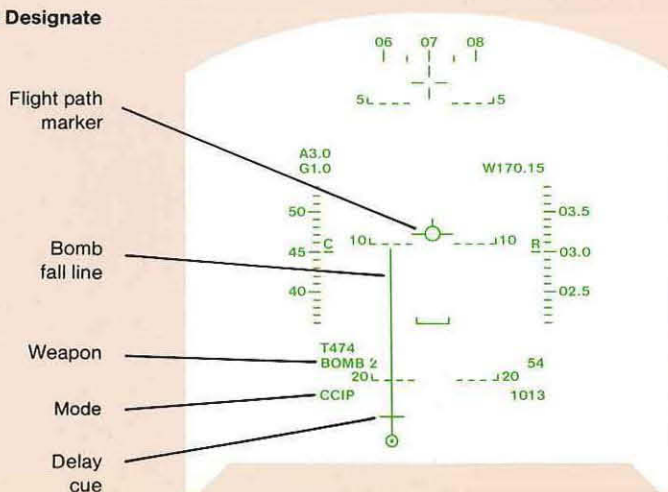 Designate
06 07 08
Flight path
marker
5 5
A3.0
G1.0
W170.15
50 03.5
C 10 10 R
45 03.0
Bomb
fall line
40 02.5
T474
Weapon
BOMB 2
54
20 20
Mode
CCIP
1013
Delay
cue